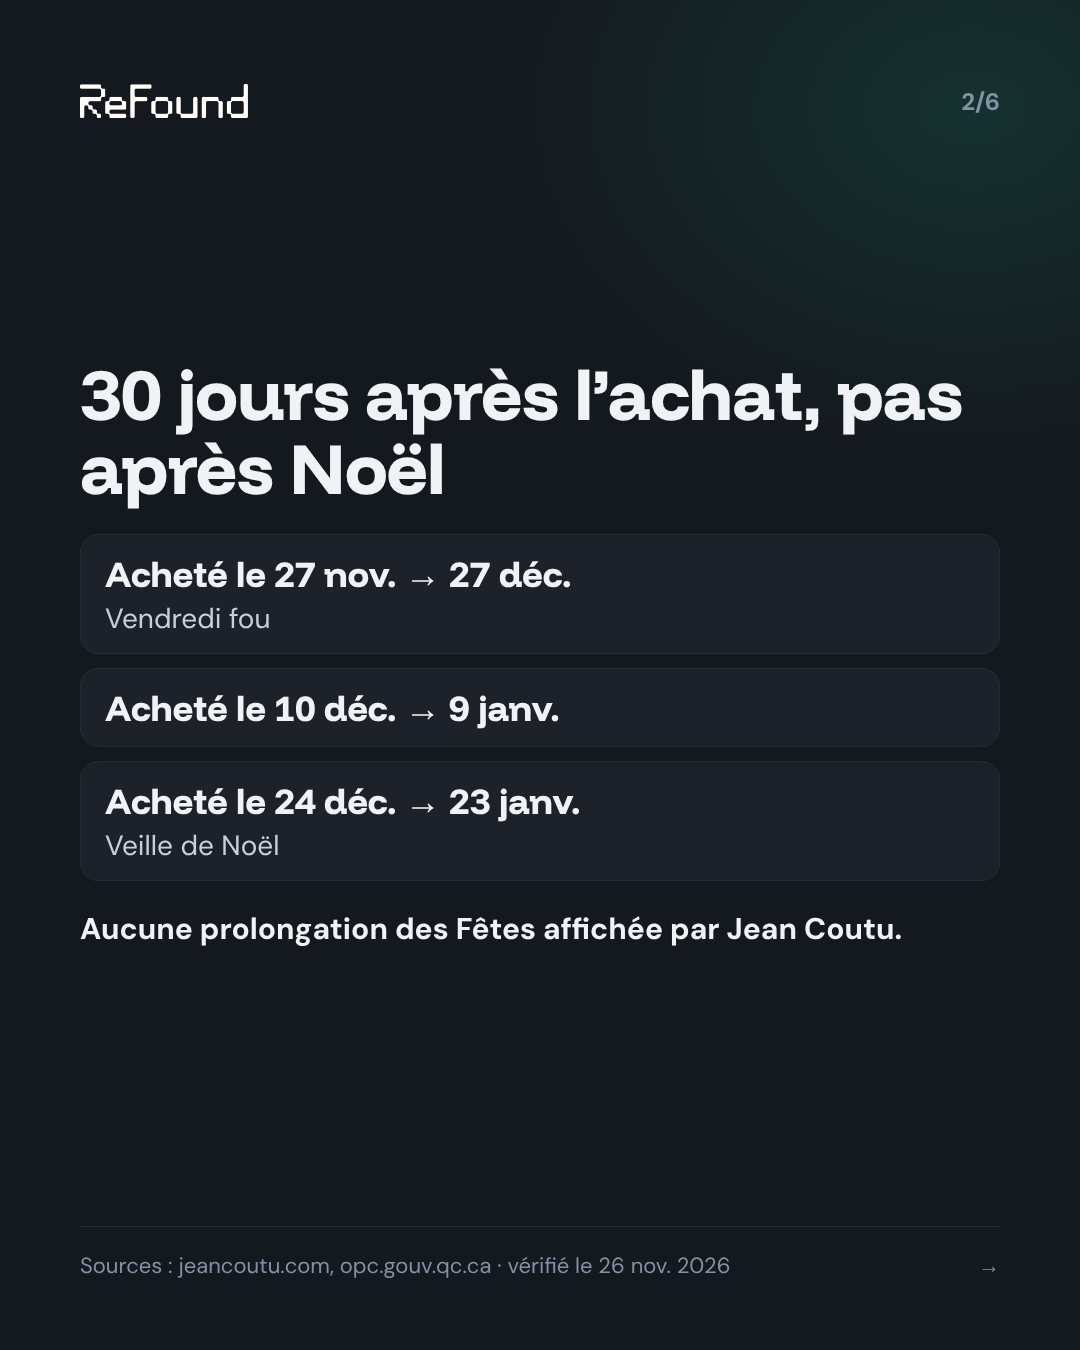 ReFound
2/6
30 jours après l’achat, pas
après Noël
Acheté le 27 nov. → 27 déc.
Vendredi fou
Acheté le 10 déc. → 9 janv.
Acheté le 24 déc. → 23 janv.
Veille de Noël
Aucune prolongation des Fêtes affichée par Jean Coutu.
Sources : jeancoutu.com, opc.gouv.qc.ca · vérifié le 26 nov. 2026 →